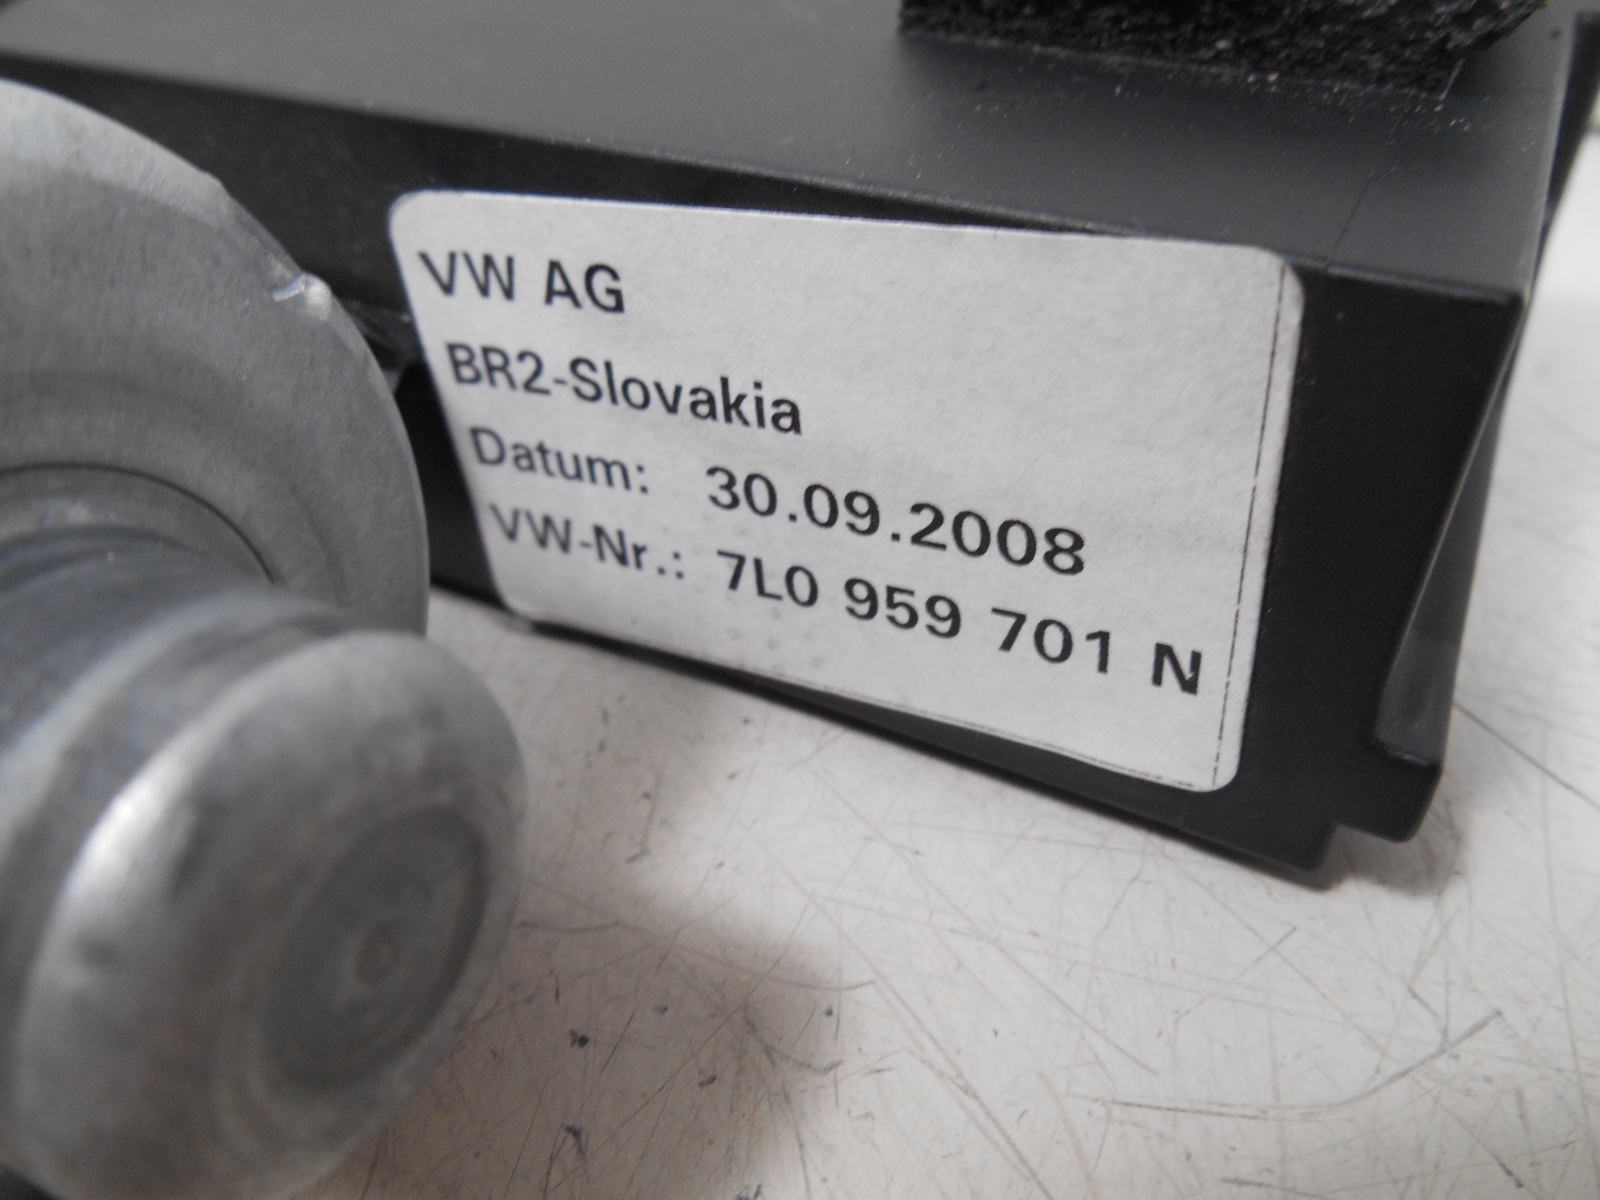 VW AG
BR2-Slovakia
Datum: 30.09.2008
VW-Nr.: 7L0 959 701 N